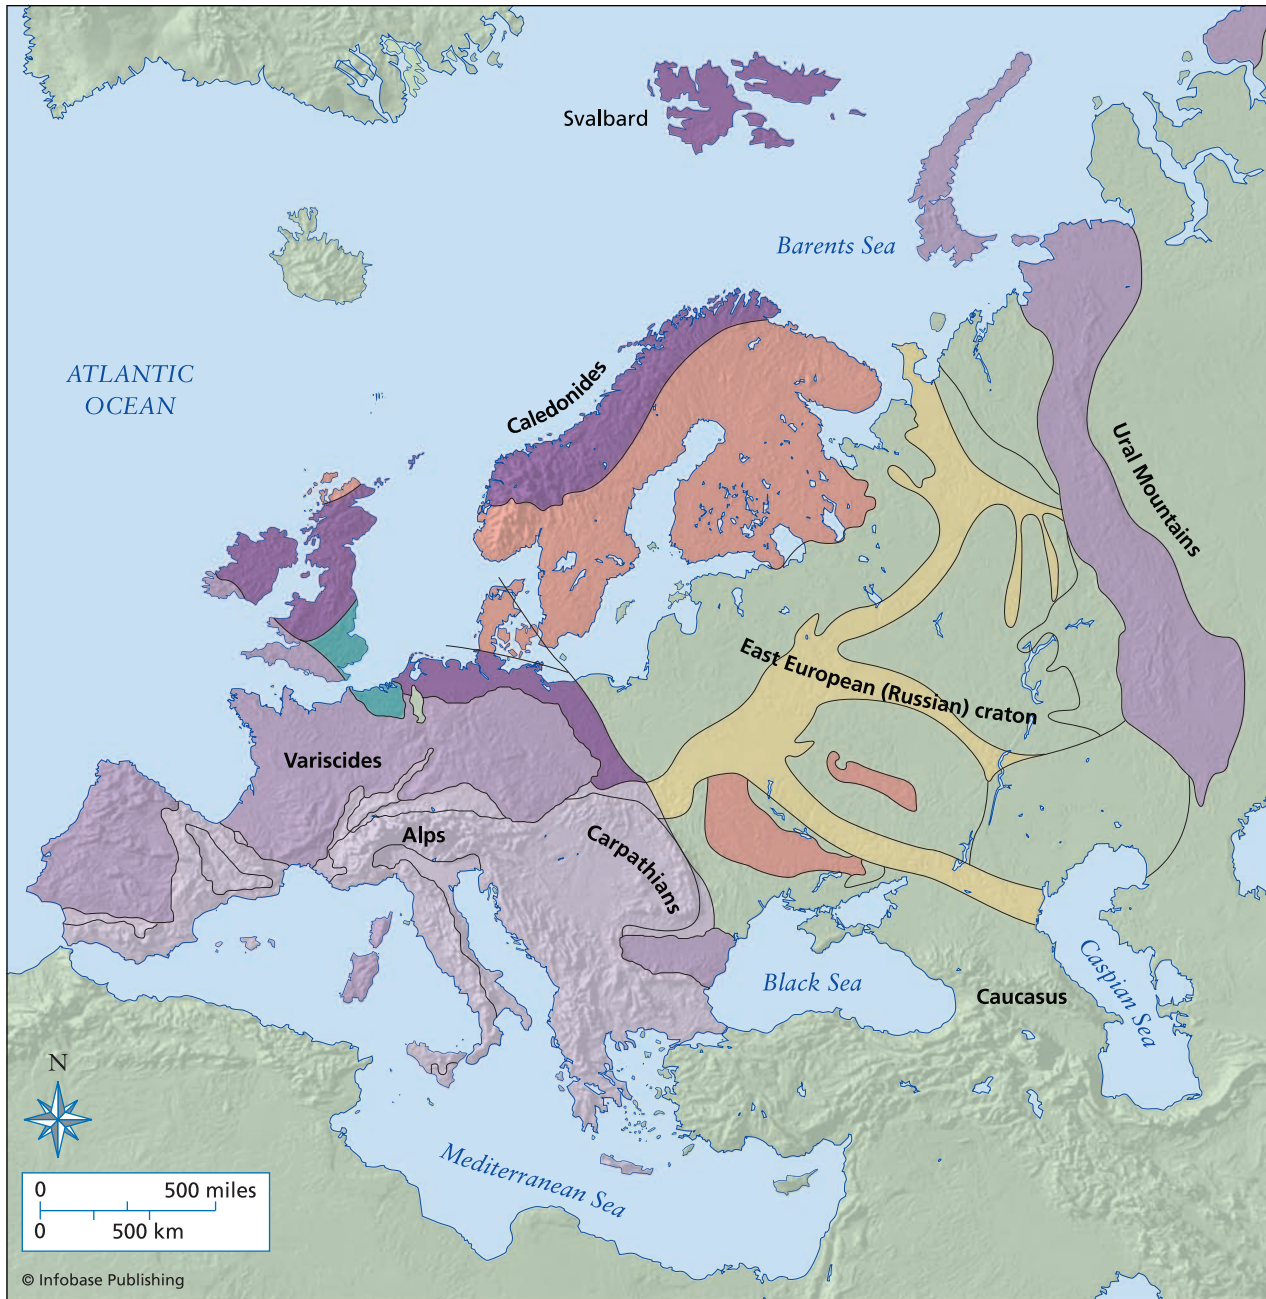 Svalbard
Barents Sea
ATLANTIC
OCEAN
Caledonides
Ural Mountains
East European (Russian) craton
Variscides
Alps
Carpathians
Black Sea
Caucasus
Caspian Sea
N
Mediterranean Sea
0 500 miles
0 500 km
© Infobase Publishing